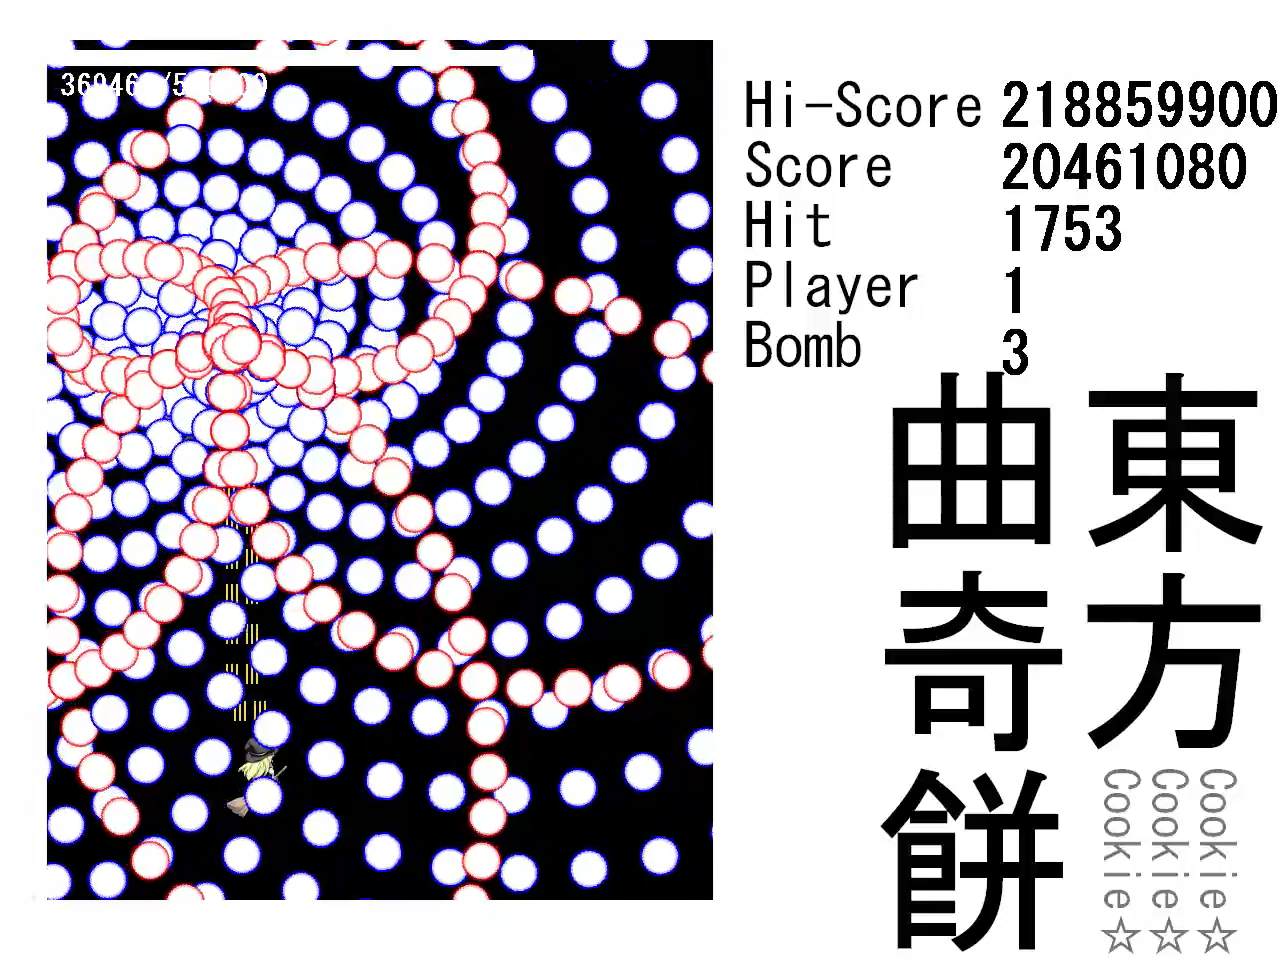 Hi-Score 218859900
Score 20461080
Hit 1753
Player 1
Bomb 3
東方
曲奇餅
Cookie☆
Cookie☆
Cookie☆